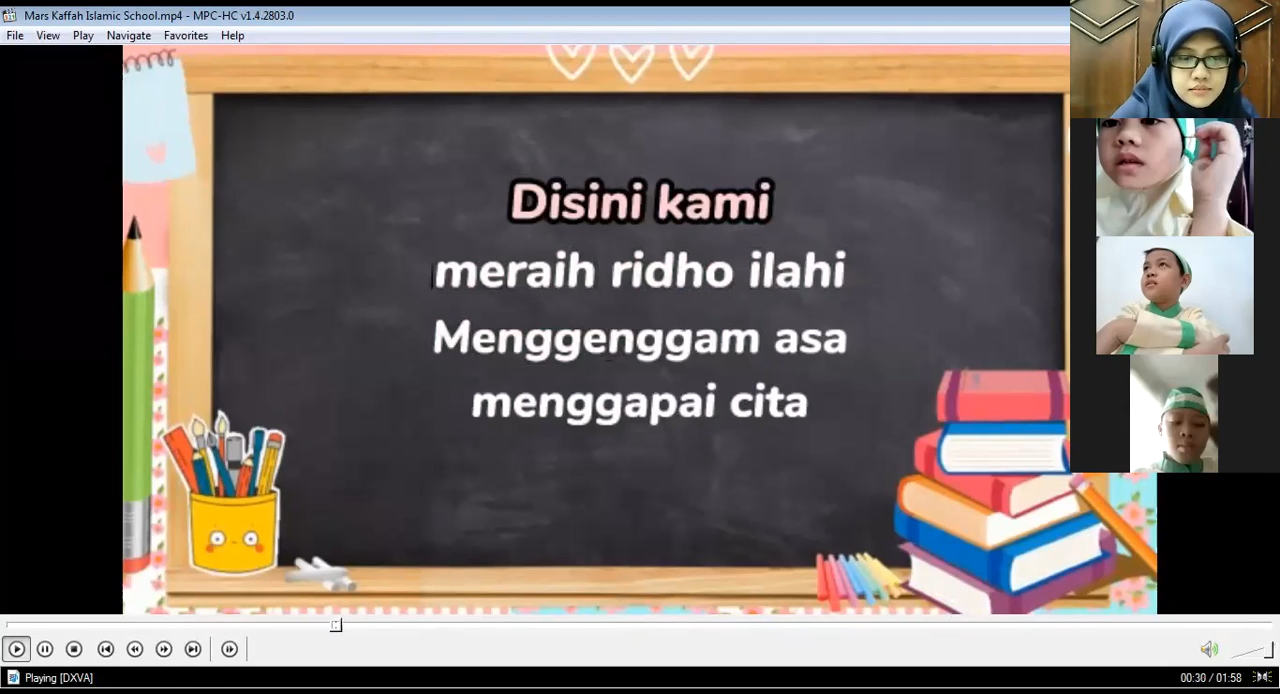 Mars Kaffah Islamic School.mp4 - MPC-HC v1.4.2803.0
File View Play Navigate Favorites Help
Disini kami
meraih ridho ilahi
Menggenggam asa
menggapai cita
Playing [DXVA]
00:30 / 01:58